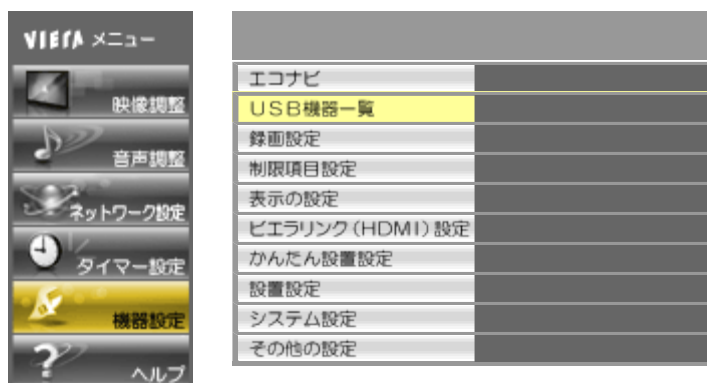 VIERA メニュー
映像調整
音声調整
ネットワーク設定
タイマー設定
機器設定
ヘルプ
エコナビ
USB機器一覧
録画設定
制限項目設定
表示の設定
ビエラリンク(HDMI)設定
かんたん設置設定
設置設定
システム設定
その他の設定